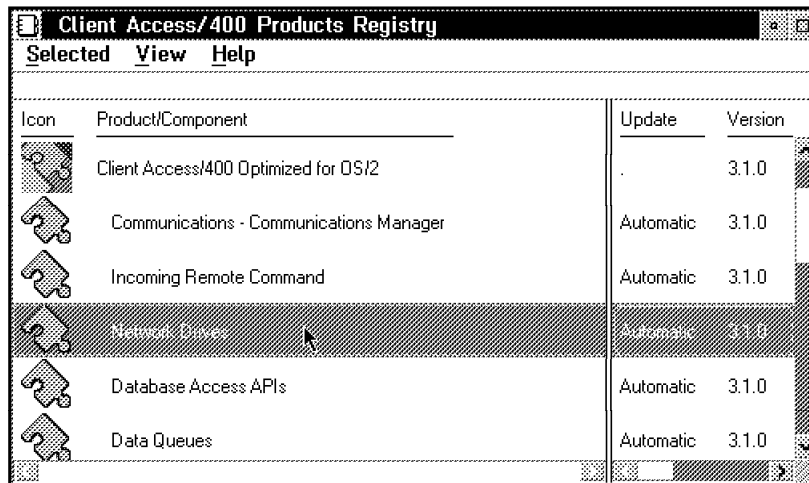 Client Access/400 Products Registry
Selected View Help
Icon Product/Component Update Version
Client Access/400 Optimized for OS/2 . 3.1.0
Communications - Communications Manager Automatic 3.1.0
Incoming Remote Command Automatic 3.1.0
Network Drives Automatic 3.1.0
Database Access APIs Automatic 3.1.0
Data Queues Automatic 3.1.0